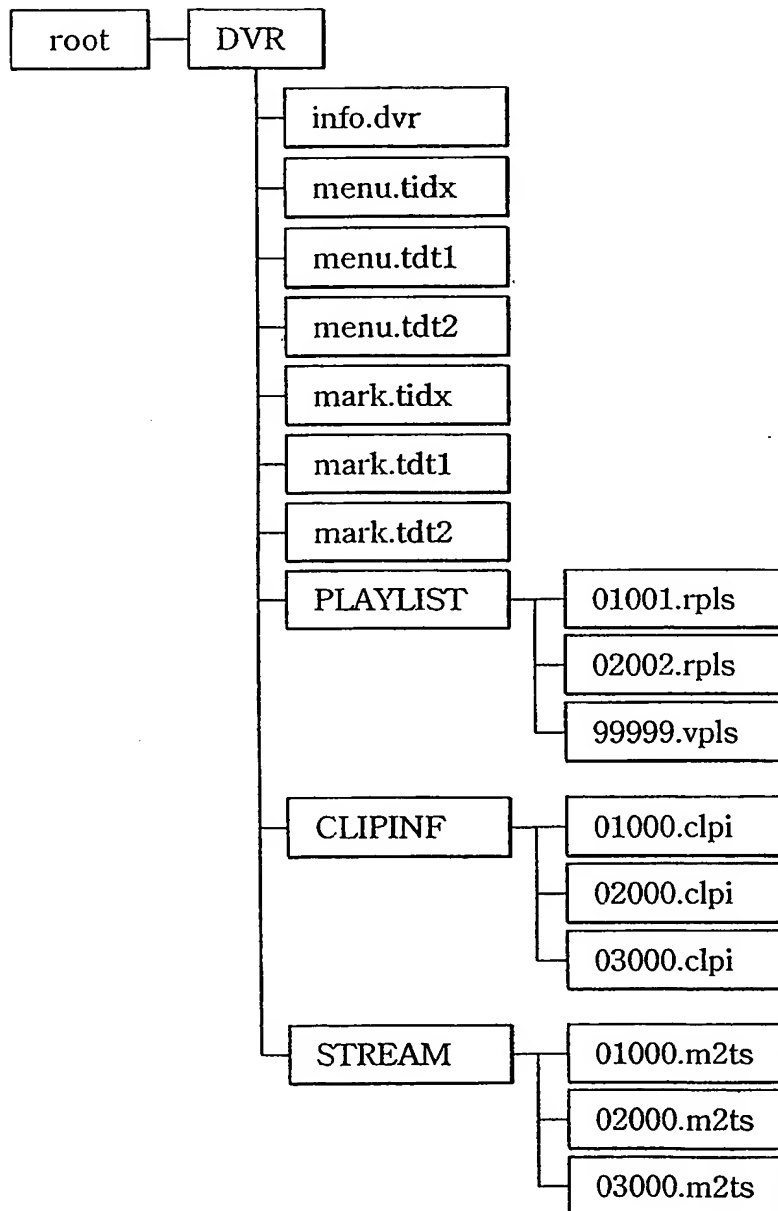 root
DVR
info.dvr
menu.tidx
menu.tdt1
menu.tdt2
mark.tidx
mark.tdt1
mark.tdt2
PLAYLIST
01001.rpls
02002.rpls
99999.vpls
CLIPINF
01000.clpi
02000.clpi
03000.clpi
STREAM
01000.m2ts
02000.m2ts
03000.m2ts